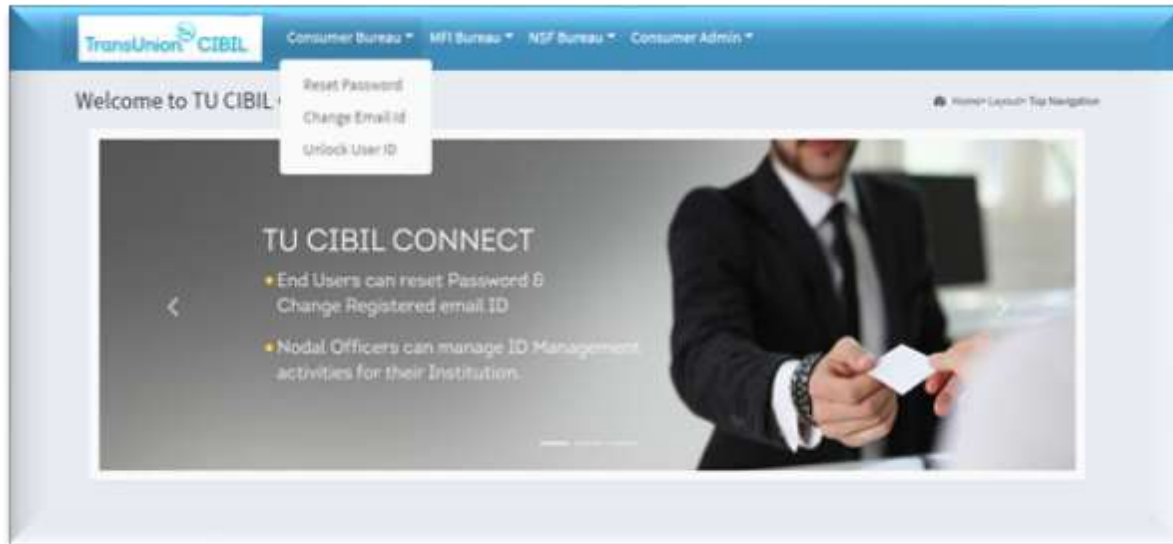 TransUnion CIBIL
Consumer Bureau MFI Bureau NSF Bureau Consumer Admin
Reset Password
Change Email Id
Unlock User ID
Welcome to TU CIBIL
Home> Layout> Top Navigation
TU CIBIL CONNECT
End Users can reset Password &
Change Registered email ID
Nodal Officers can manage ID Management
activities for their Institution.